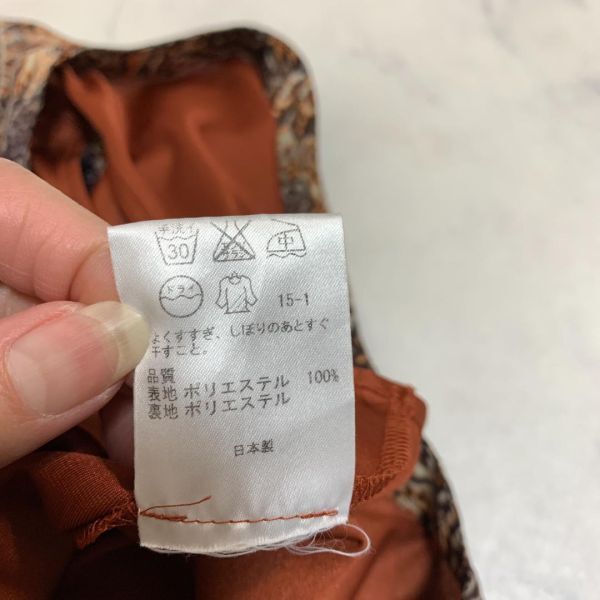 手洗イ
30
中
ドライ
15-1
よくすすぎ、しぼりのあとすぐ
干すこと。
品質
表地 ポリエステル 100%
裏地 ポリエステル
日本製